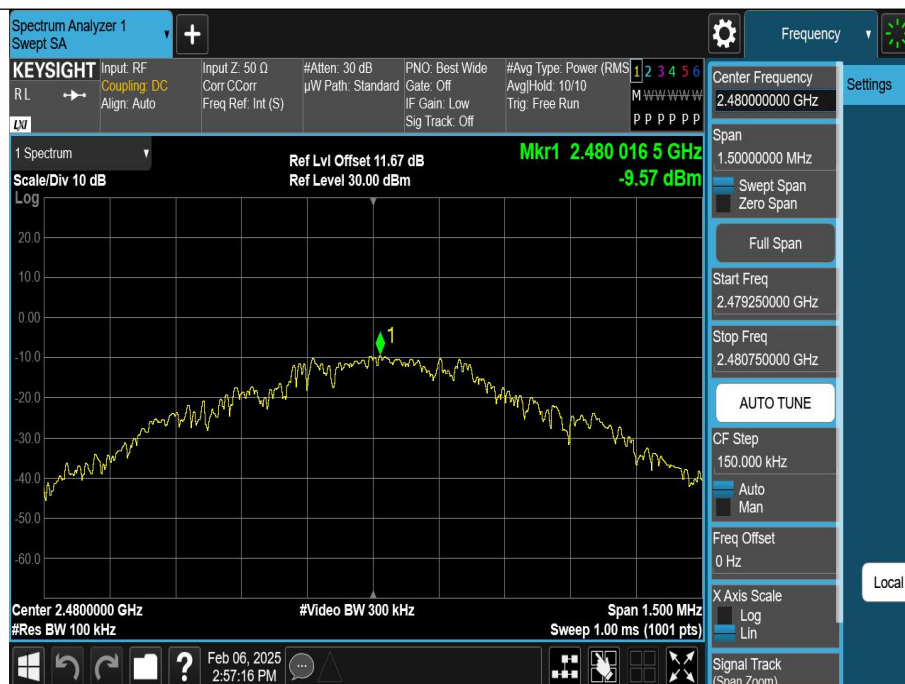 Spectrum Analyzer 1
Swept SA
+
Frequency
KEYSIGHT
RL
LXI
Input: RF
Coupling: DC
Align: Auto
Input Z: 50 Ω
Corr CCorr
Freq Ref: Int (S)
#Atten: 30 dB
µW Path: Standard
PNO: Best Wide
Gate: Off
IF Gain: Low
Sig Track: Off
#Avg Type: Power (RMS
Avg|Hold: 10/10
Trig: Free Run
1 2 3 4 5 6
M W W W W W
P P P P P P
1 Spectrum
Scale/Div 10 dB
Ref Lvl Offset 11.67 dB
Ref Level 30.00 dBm
Mkr1 2.480 016 5 GHz
-9.57 dBm
Log
20.0
10.0
0.00
-10.0
-20.0
-30.0
-40.0
-50.0
-60.0
1
Center 2.4800000 GHz
#Res BW 100 kHz
#Video BW 300 kHz
Span 1.500 MHz
Sweep 1.00 ms (1001 pts)
Feb 06, 2025
2:57:16 PM
?
Center Frequency
2.480000000 GHz
Settings
Span
1.50000000 MHz
Swept Span
Zero Span
Full Span
Start Freq
2.479250000 GHz
Stop Freq
2.480750000 GHz
AUTO TUNE
CF Step
150.000 kHz
Auto
Man
Freq Offset
0 Hz
X Axis Scale
Log
Lin
Local
Signal Track
(Span Zoom)